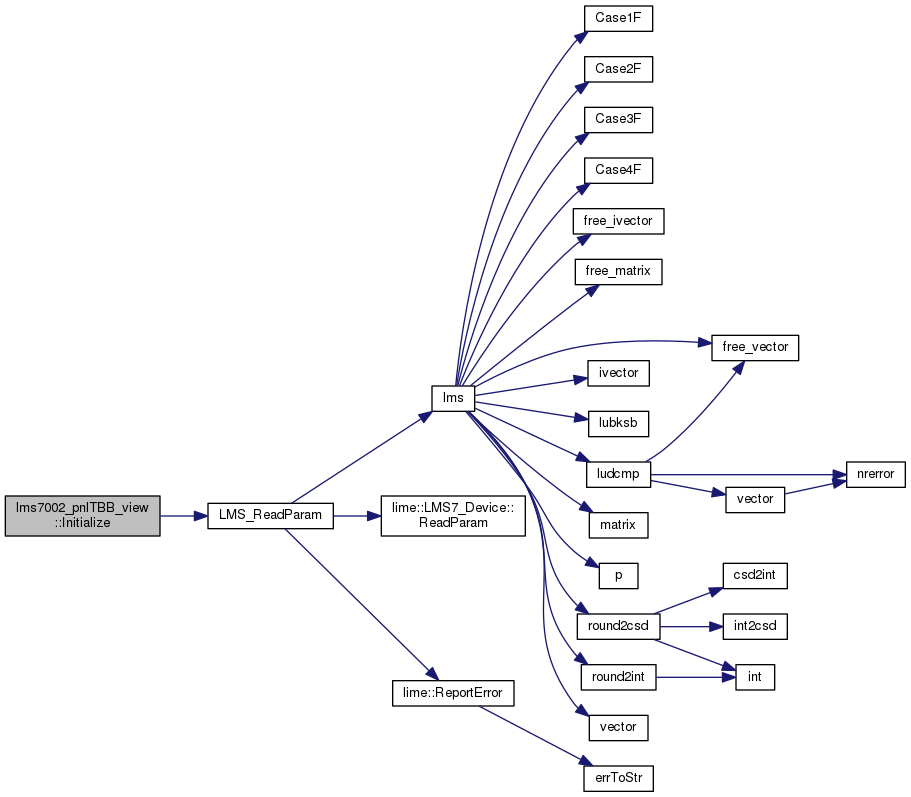 Case1F
Case2F
Case3F
Case4F
free_ivector
free_matrix
free_vector
ivector
lms
lubksb
ludcmp
nrerror
vector
lms7002_pnlTBB_view
::Initialize
LMS_ReadParam
lime::LMS7_Device::
ReadParam
matrix
p
csd2int
round2csd
int2csd
round2int
int
lime::ReportError
vector
errToStr